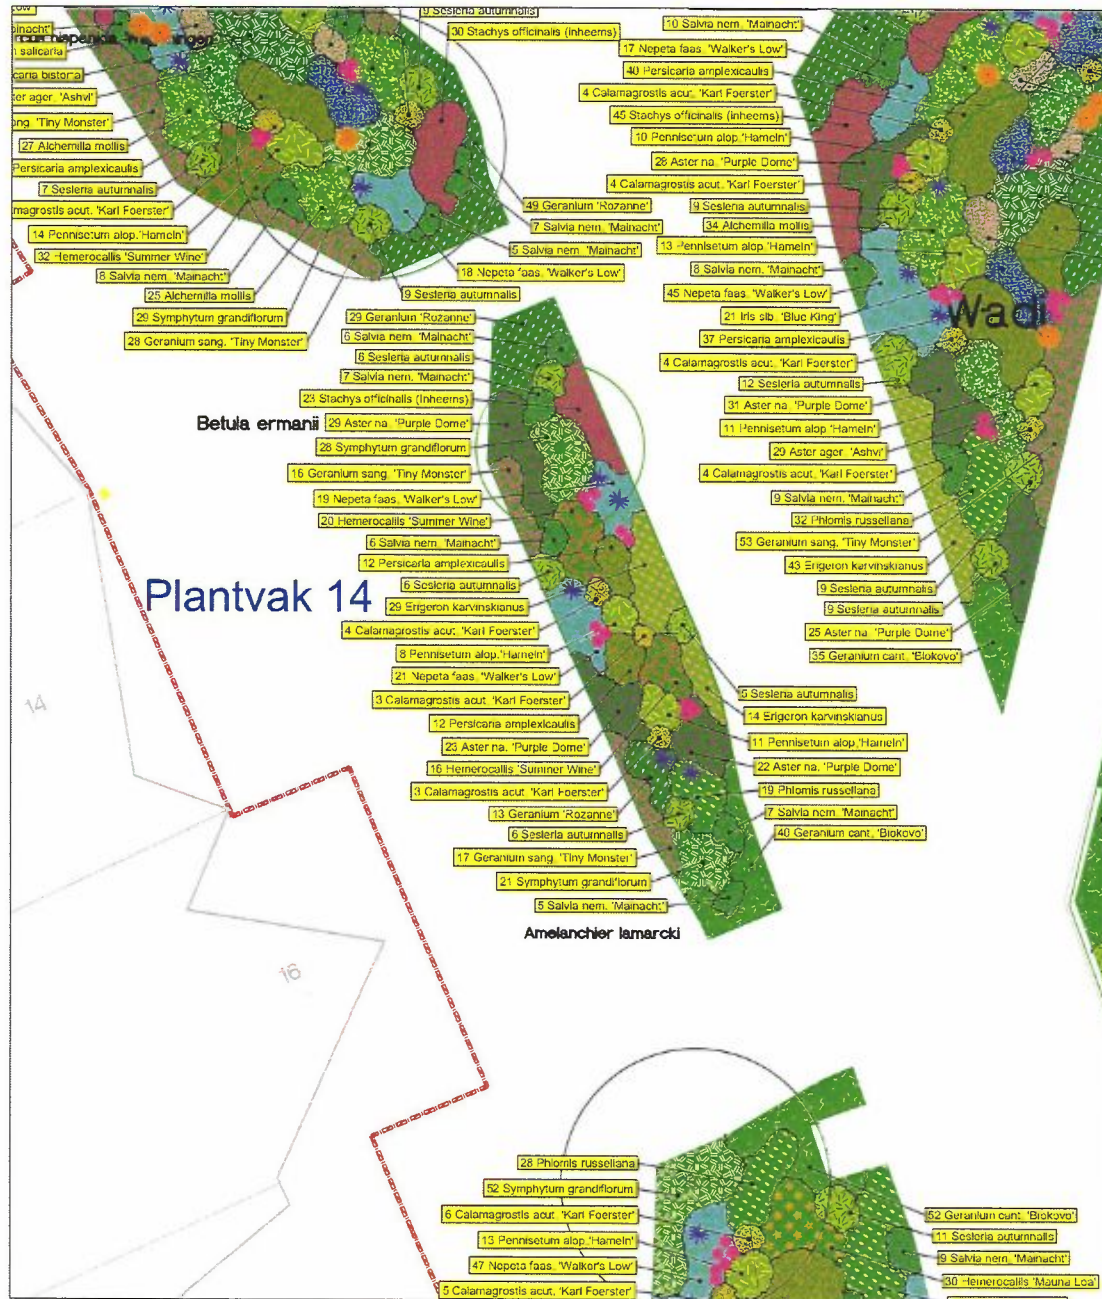 9 Sesleria autumnalis
30 Stachys officinalis (inheems)
salicaria
'Ashvi'
'Tiny Monster'
27 Alchemilla mollis
Persicaria amplexicaulis
7 Sesleria autumnalis
'Karl Foerster'
14 Pennisetum alop.'Hameln'
32 Hemerocallis 'Summer Wine'
8 Salvia nem. 'Mainacht'
25 Alchemilla mollis
29 Symphytum grandiflorum
28 Geranium sang. 'Tiny Monster'
49 Geranium 'Rozanne'
7 Salvia nem. 'Mainacht'
5 Salvia nem. 'Mainacht'
18 Nepeta faas. 'Walker's Low'
9 Sesleria autumnalis
10 Salvia nem. 'Mainacht'
17 Nepeta faas. 'Walker's Low'
40 Persicaria amplexicaulis
4 Calamagrostis acut. 'Karl Foerster'
45 Stachys officinalis (inheems)
10 Pennisetum alop.'Hameln'
28 Aster na. 'Purple Dome'
4 Calamagrostis acut. 'Karl Foerster'
9 Sesleria autumnalis
34 Alchemilla mollis
13 Pennisetum alop.'Hameln'
8 Salvia nem. 'Mainacht'
45 Nepeta faas. 'Walker's Low'
21 Iris sib. 'Blue King'
37 Persicaria amplexicaulis
4 Calamagrostis acut. 'Karl Foerster'
12 Sesleria autumnalis
31 Aster na. 'Purple Dome'
11 Pennisetum alop.'Hameln'
29 Aster ager. 'Ashvi'
4 Calamagrostis acut. 'Karl Foerster'
9 Salvia nem. 'Mainacht'
32 Phlomis russeliana
53 Geranium sang. 'Tiny Monster'
43 Erigeron karvinskianus
9 Sesleria autumnalis
9 Sesleria autumnalis
25 Aster na. 'Purple Dome'
35 Geranium cant. 'Biokovo'
Wadi
29 Geranium 'Rozanne'
6 Salvia nem. 'Mainacht'
6 Sesleria autumnalis
7 Salvia nem. 'Mainacht'
23 Stachys officinalis (inheems)
Betula ermanii
29 Aster na. 'Purple Dome'
28 Symphytum grandiflorum
16 Geranium sang. 'Tiny Monster'
19 Nepeta faas. 'Walker's Low'
20 Hemerocallis 'Summer Wine'
6 Salvia nem. 'Mainacht'
12 Persicaria amplexicaulis
6 Sesleria autumnalis
Plantvak 14
29 Erigeron karvinskianus
4 Calamagrostis acut. 'Karl Foerster'
8 Pennisetum alop.'Hameln'
21 Nepeta faas. 'Walker's Low'
3 Calamagrostis acut. 'Karl Foerster'
12 Persicaria amplexicaulis
23 Aster na. 'Purple Dome'
16 Hemerocallis 'Summer Wine'
3 Calamagrostis acut. 'Karl Foerster'
13 Geranium 'Rozanne'
6 Sesleria autumnalis
17 Geranium sang. 'Tiny Monster'
21 Symphytum grandiflorum
5 Salvia nem. 'Mainacht'
5 Sesleria autumnalis
14 Erigeron karvinskianus
11 Pennisetum alop.'Hameln'
22 Aster na. 'Purple Dome'
19 Phlomis russeliana
7 Salvia nem. 'Mainacht'
40 Geranium cant. 'Biokovo'
Amelanchier lamarcki
14
16
28 Phlomis russeliana
52 Symphytum grandiflorum
6 Calamagrostis acut. 'Karl Foerster'
13 Pennisetum alop.'Hameln'
47 Nepeta faas. 'Walker's Low'
5 Calamagrostis acut. 'Karl Foerster'
52 Geranium cant. 'Biokovo'
11 Sesleria autumnalis
9 Salvia nem. 'Mainacht'
30 Hemerocallis 'Mauna Loa'